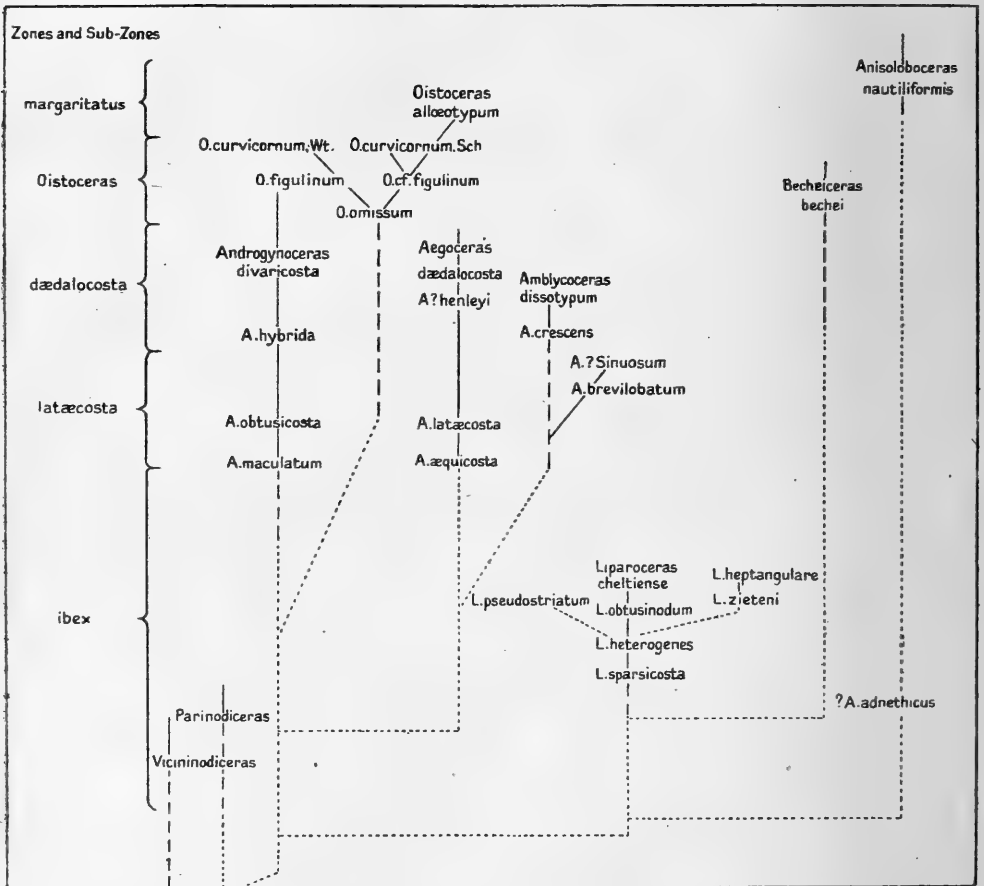 Zones and Sub-Zones
Anisoloboceras
nautiliformis
margaritatus
Oistoceras
allœotypum
O.curvicornum.Wt.
O.curvicornum.Sch
Oistoceras
O.figulinum
O.cf.figulinum
Becheiceras
bechei
O.omissum
Androgynoceras
divaricosta
Aegoceras
dædalocosta
dædalocosta
Amblycoceras
dissotypum
A?henleyi
A.hybrida
A.crescens
A.?Sinuosum
A.brevilobatum
latæcosta
A.obtusicosta
A.latæcosta
A.maculatum
A.æquicosta
Liparoceras
cheltiense
L.heptangulare
L.pseudostriatum
L.obtusinodum
L.zieteni
ibex
L.heterogenes
L.sparsicosta
?A.adnethicus
Parinodiceras
Vicininodiceras